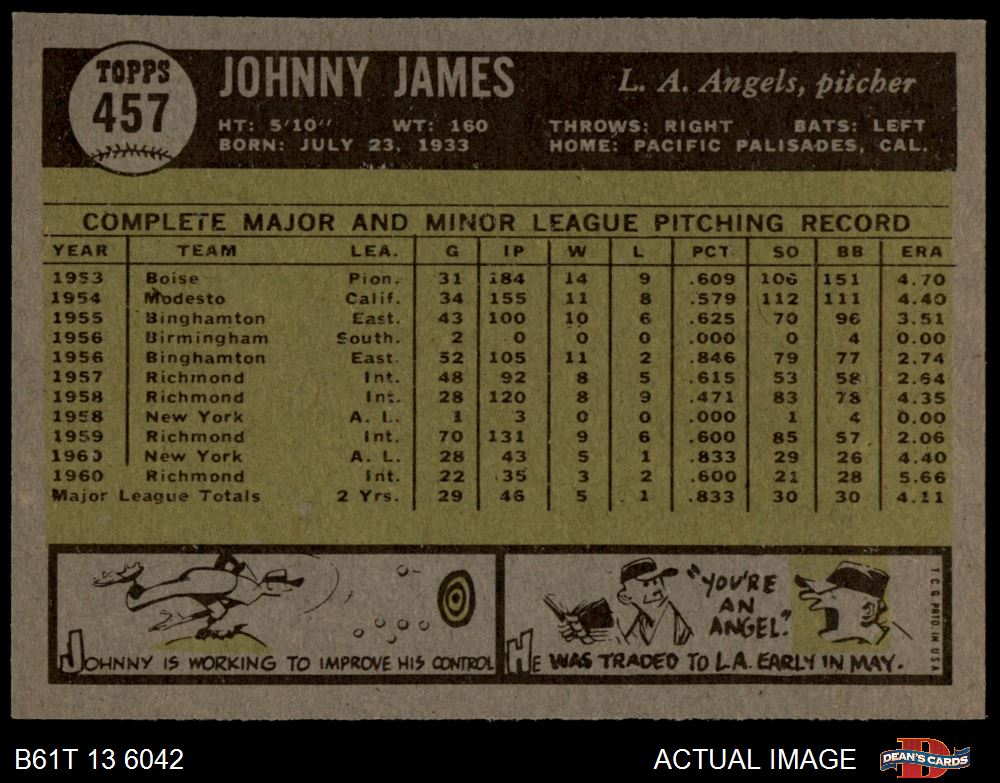 TOPPS
457
JOHNNY JAMES
L. A. Angels, pitcher
HT: 5'10" WT: 160 THROWS: RIGHT BATS: LEFT
BORN: JULY 23, 1933 HOME: PACIFIC PALISADES, CAL.
COMPLETE MAJOR AND MINOR LEAGUE PITCHING RECORD
YEAR TEAM LEA. G IP W L PCT SO BB ERA
1953 Boise Pion. 31 184 14 9 .609 106 151 4.70
1954 Modesto Calif. 34 155 11 8 .579 112 111 4.40
1955 Binghamton East. 43 100 10 6 .625 70 96 3.51
1956 Birmingham South. 2 0 0 0 .000 0 4 0.00
1956 Binghamton East. 52 105 11 2 .846 79 77 2.74
1957 Richmond Int. 48 92 8 5 .615 53 58 2.64
1958 Richmond Int. 28 120 8 9 .471 83 78 4.35
1958 New York A. L. 1 3 0 0 .000 1 4 0.00
1959 Richmond Int. 70 131 9 6 .600 85 57 2.06
1960 New York A. L. 28 43 5 1 .833 29 26 4.40
1960 Richmond Int. 22 35 3 2 .600 21 28 5.66
Major League Totals 2 Yrs. 29 46 5 1 .833 30 30 4.11
JOHNNY IS WORKING TO IMPROVE HIS CONTROL
"YOU'RE
AN
ANGEL."
HE WAS TRADED TO L.A. EARLY IN MAY.
T.C.G. PRTD. IN USA
B61T 13 6042
ACTUAL IMAGE
D
DEAN'S CARDS